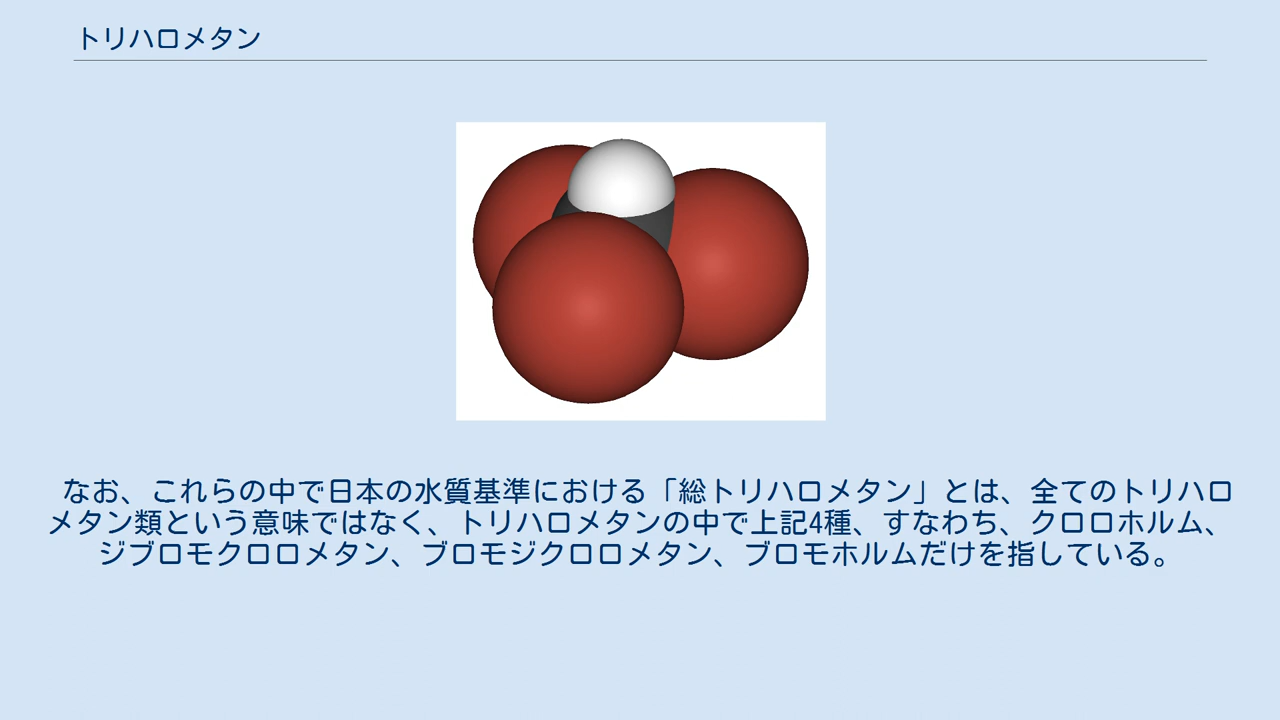 トリハロメタン
なお、これらの中で日本の水質基準における「総トリハロメタン」とは、全てのトリハロ
メタン類という意味ではなく、トリハロメタンの中で上記4種、すなわち、クロロホルム、
ジブロモクロロメタン、ブロモジクロロメタン、ブロモホルムだけを指している。